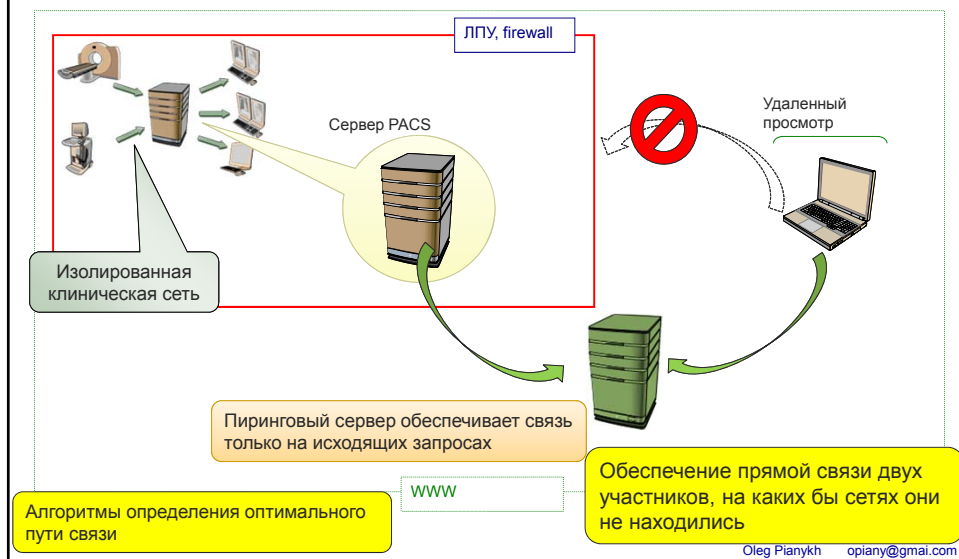 ЛПУ, firewall
Сервер PACS
Удаленный
просмотр
Изолированная
клиническая сеть
Пиринговый сервер обеспечивает связь
только на исходящих запросах
WWW
Обеспечение прямой связи двух
участников, на каких бы сетях они
не находились
Алгоритмы определения оптимального
пути связи
Oleg Pianykh opiany@gmai.com